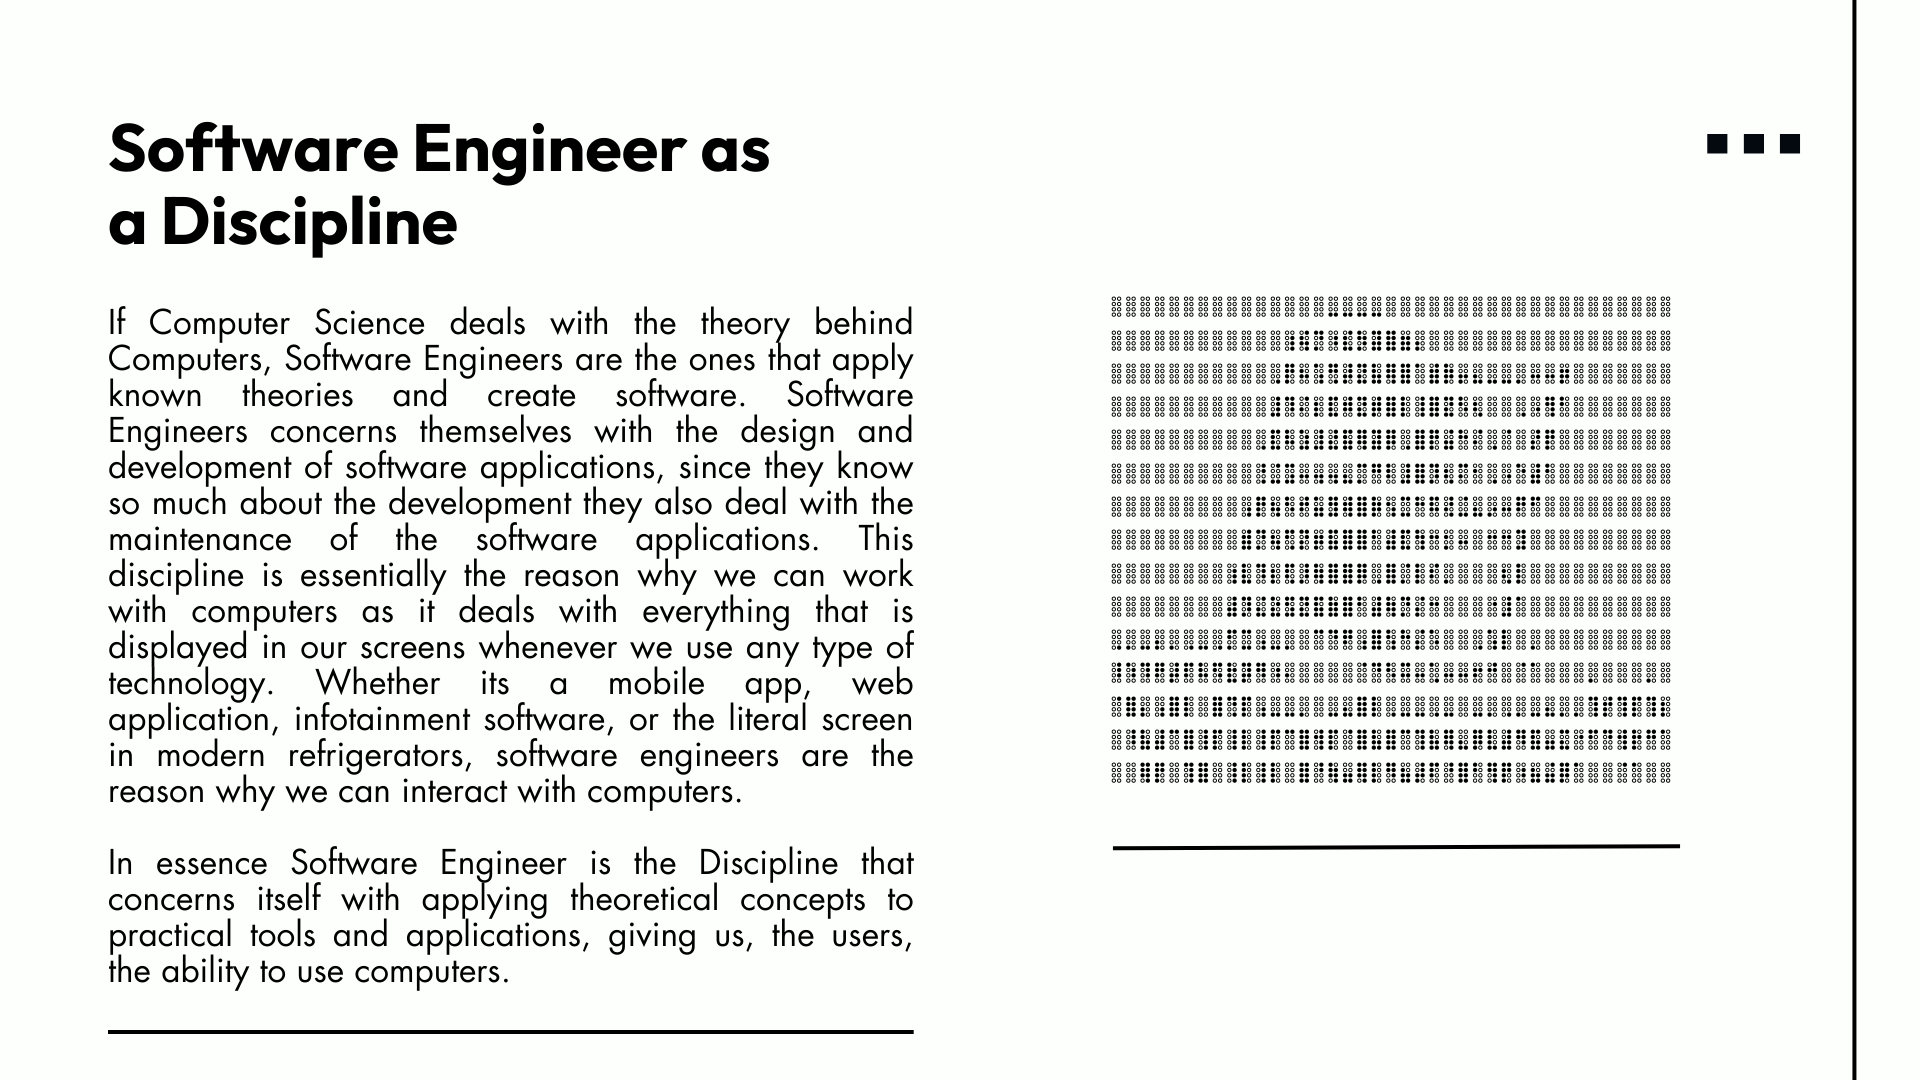 Software Engineer as
a Discipline
If Computer Science deals with the theory behind
Computers, Software Engineers are the ones that apply
known theories and create software. Software
Engineers concerns themselves with the design and
development of software applications, since they know
so much about the development they also deal with the
maintenance of the software applications. This
discipline is essentially the reason why we can work
with computers as it deals with everything that is
displayed in our screens whenever we use any type of
technology. Whether its a mobile app, web
application, infotainment software, or the literal screen
in modern refrigerators, software engineers are the
reason why we can interact with computers.
In essence Software Engineer is the Discipline that
concerns itself with applying theoretical concepts to
practical tools and applications, giving us, the users,
the ability to use computers.